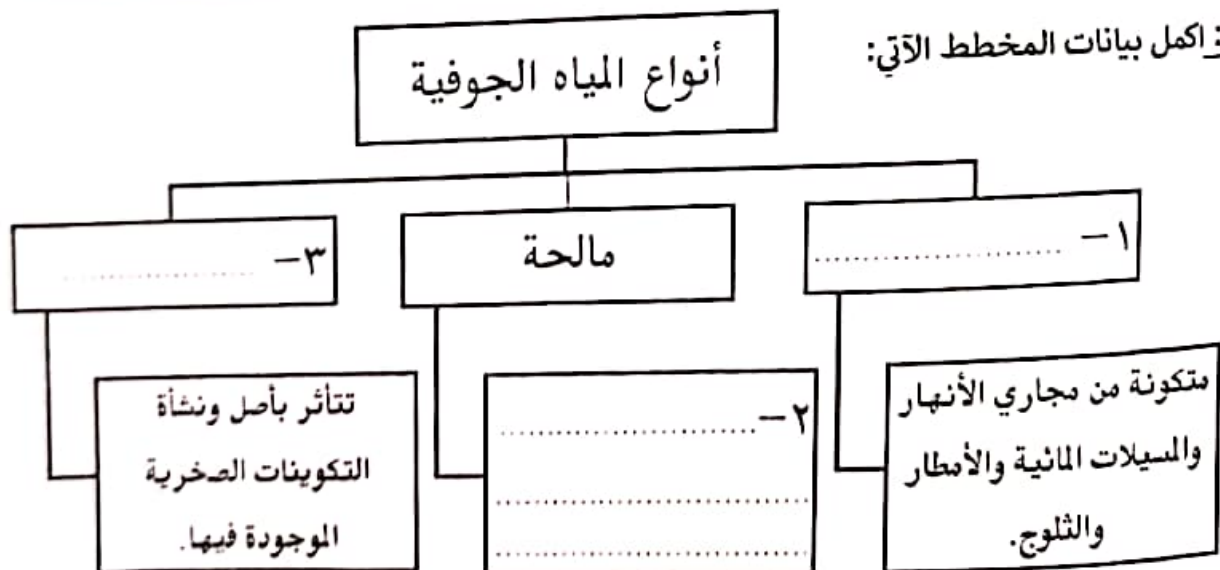 اكمل بيانات المخطط الآتي:
أنواع المياه الجوفية
١- ....................
مالحة
٣- ....................
متكونة من مجاري الأنهار
والمسيلات المائية والأمطار
والثلوج.
٢- ....................
....................
....................
تتأثر بأصل ونشأة
التكوينات الصخرية
الموجودة فيها.